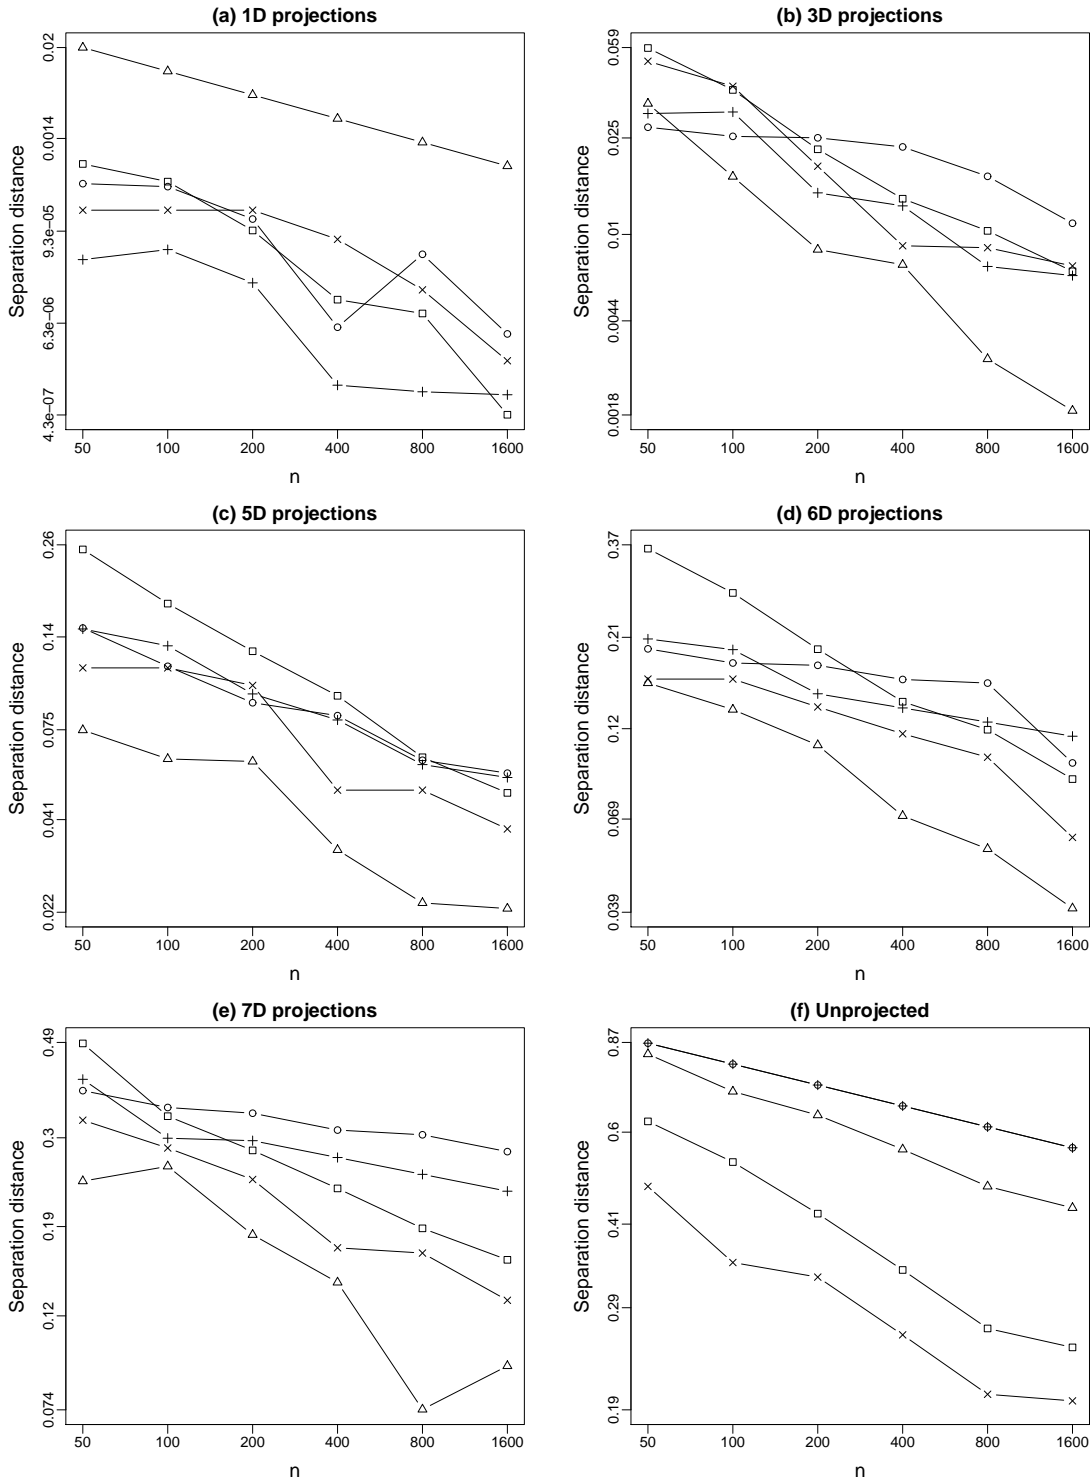 (a) 1D projections
Separation distance
0.02
0.0014
9.3e-05
6.3e-06
4.3e-07
50 100 200 400 800 1600
n
(b) 3D projections
Separation distance
0.059
0.025
0.01
0.0044
0.0018
50 100 200 400 800 1600
n
(c) 5D projections
Separation distance
0.26
0.14
0.075
0.041
0.022
50 100 200 400 800 1600
n
(d) 6D projections
Separation distance
0.37
0.21
0.12
0.069
0.039
50 100 200 400 800 1600
n
(e) 7D projections
Separation distance
0.49
0.3
0.19
0.12
0.074
50 100 200 400 800 1600
n
(f) Unprojected
Separation distance
0.87
0.6
0.41
0.29
0.19
50 100 200 400 800 1600
n